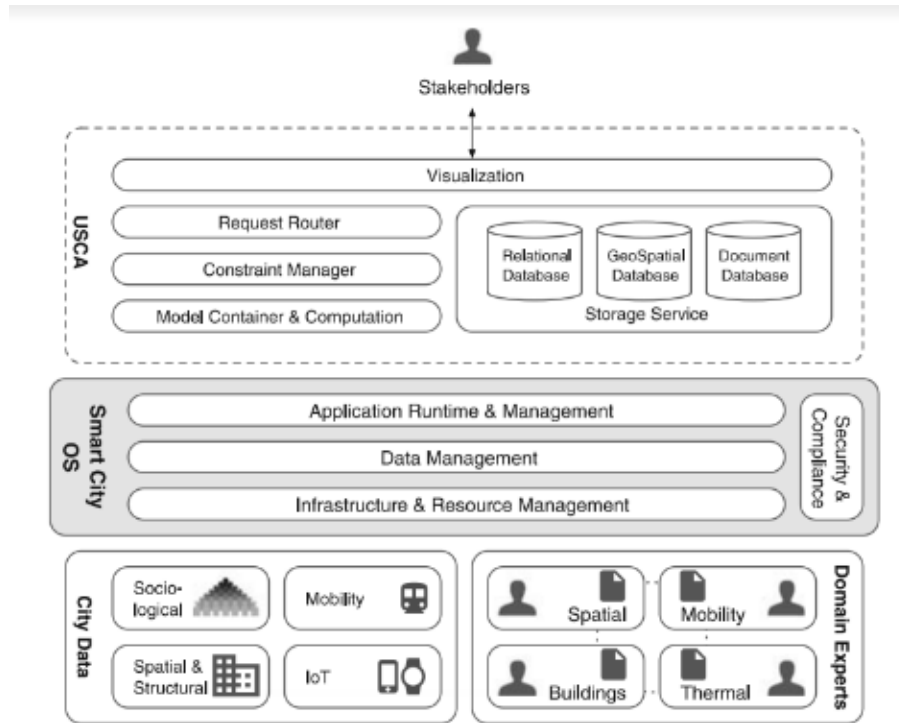 Stakeholders
USCA
Visualization
Request Router
Constraint Manager
Model Container & Computation
Relational
Database
GeoSpatial
Database
Document
Database
Storage Service
Smart City
OS
Application Runtime & Management
Data Management
Infrastructure & Resource Management
Security &
Compliance
City Data
Socio-
logical
Mobility
Spatial &
Structural
IoT
Spatial
Mobility
Buildings
Thermal
Domain Experts